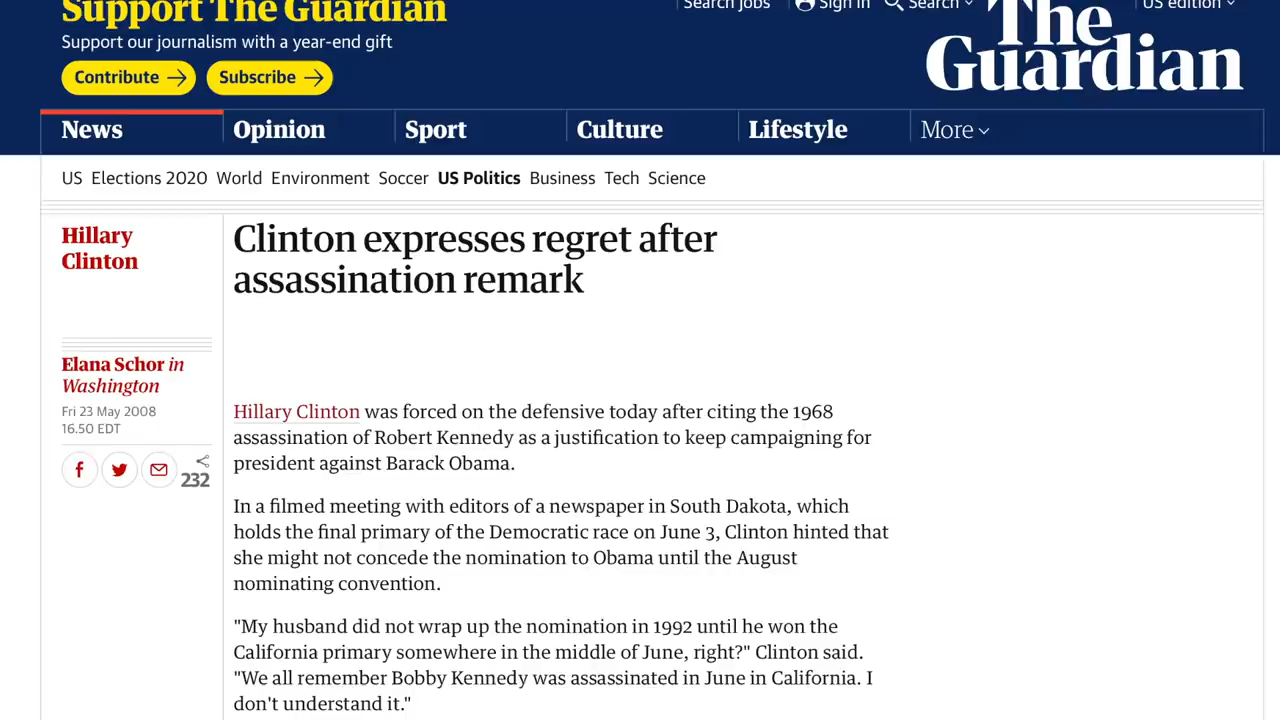 Support The Guardian
Search jobs
Sign in
Search
US edition
Support our journalism with a year-end gift
Contribute
Subscribe
The
Guardian
News
Opinion
Sport
Culture
Lifestyle
More
US Elections 2020 World Environment Soccer US Politics Business Tech Science
Hillary
Clinton
Clinton expresses regret after
assassination remark
Elana Schor in
Washington
Fri 23 May 2008
16.50 EDT
232
Hillary Clinton was forced on the defensive today after citing the 1968
assassination of Robert Kennedy as a justification to keep campaigning for
president against Barack Obama.
In a filmed meeting with editors of a newspaper in South Dakota, which
holds the final primary of the Democratic race on June 3, Clinton hinted that
she might not concede the nomination to Obama until the August
nominating convention.
"My husband did not wrap up the nomination in 1992 until he won the
California primary somewhere in the middle of June, right?" Clinton said.
"We all remember Bobby Kennedy was assassinated in June in California. I
don't understand it."